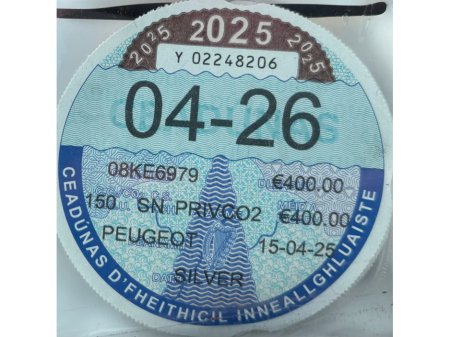 2025 2025 2025
Y 02248206
04-26
08KE6979 €400.00
150 SN PRIVCO2 €400.00
PEUGEOT 15-04-25
SILVER
CEADÚNAS D'FHEITHICIL INNEALLGHLUAISTE